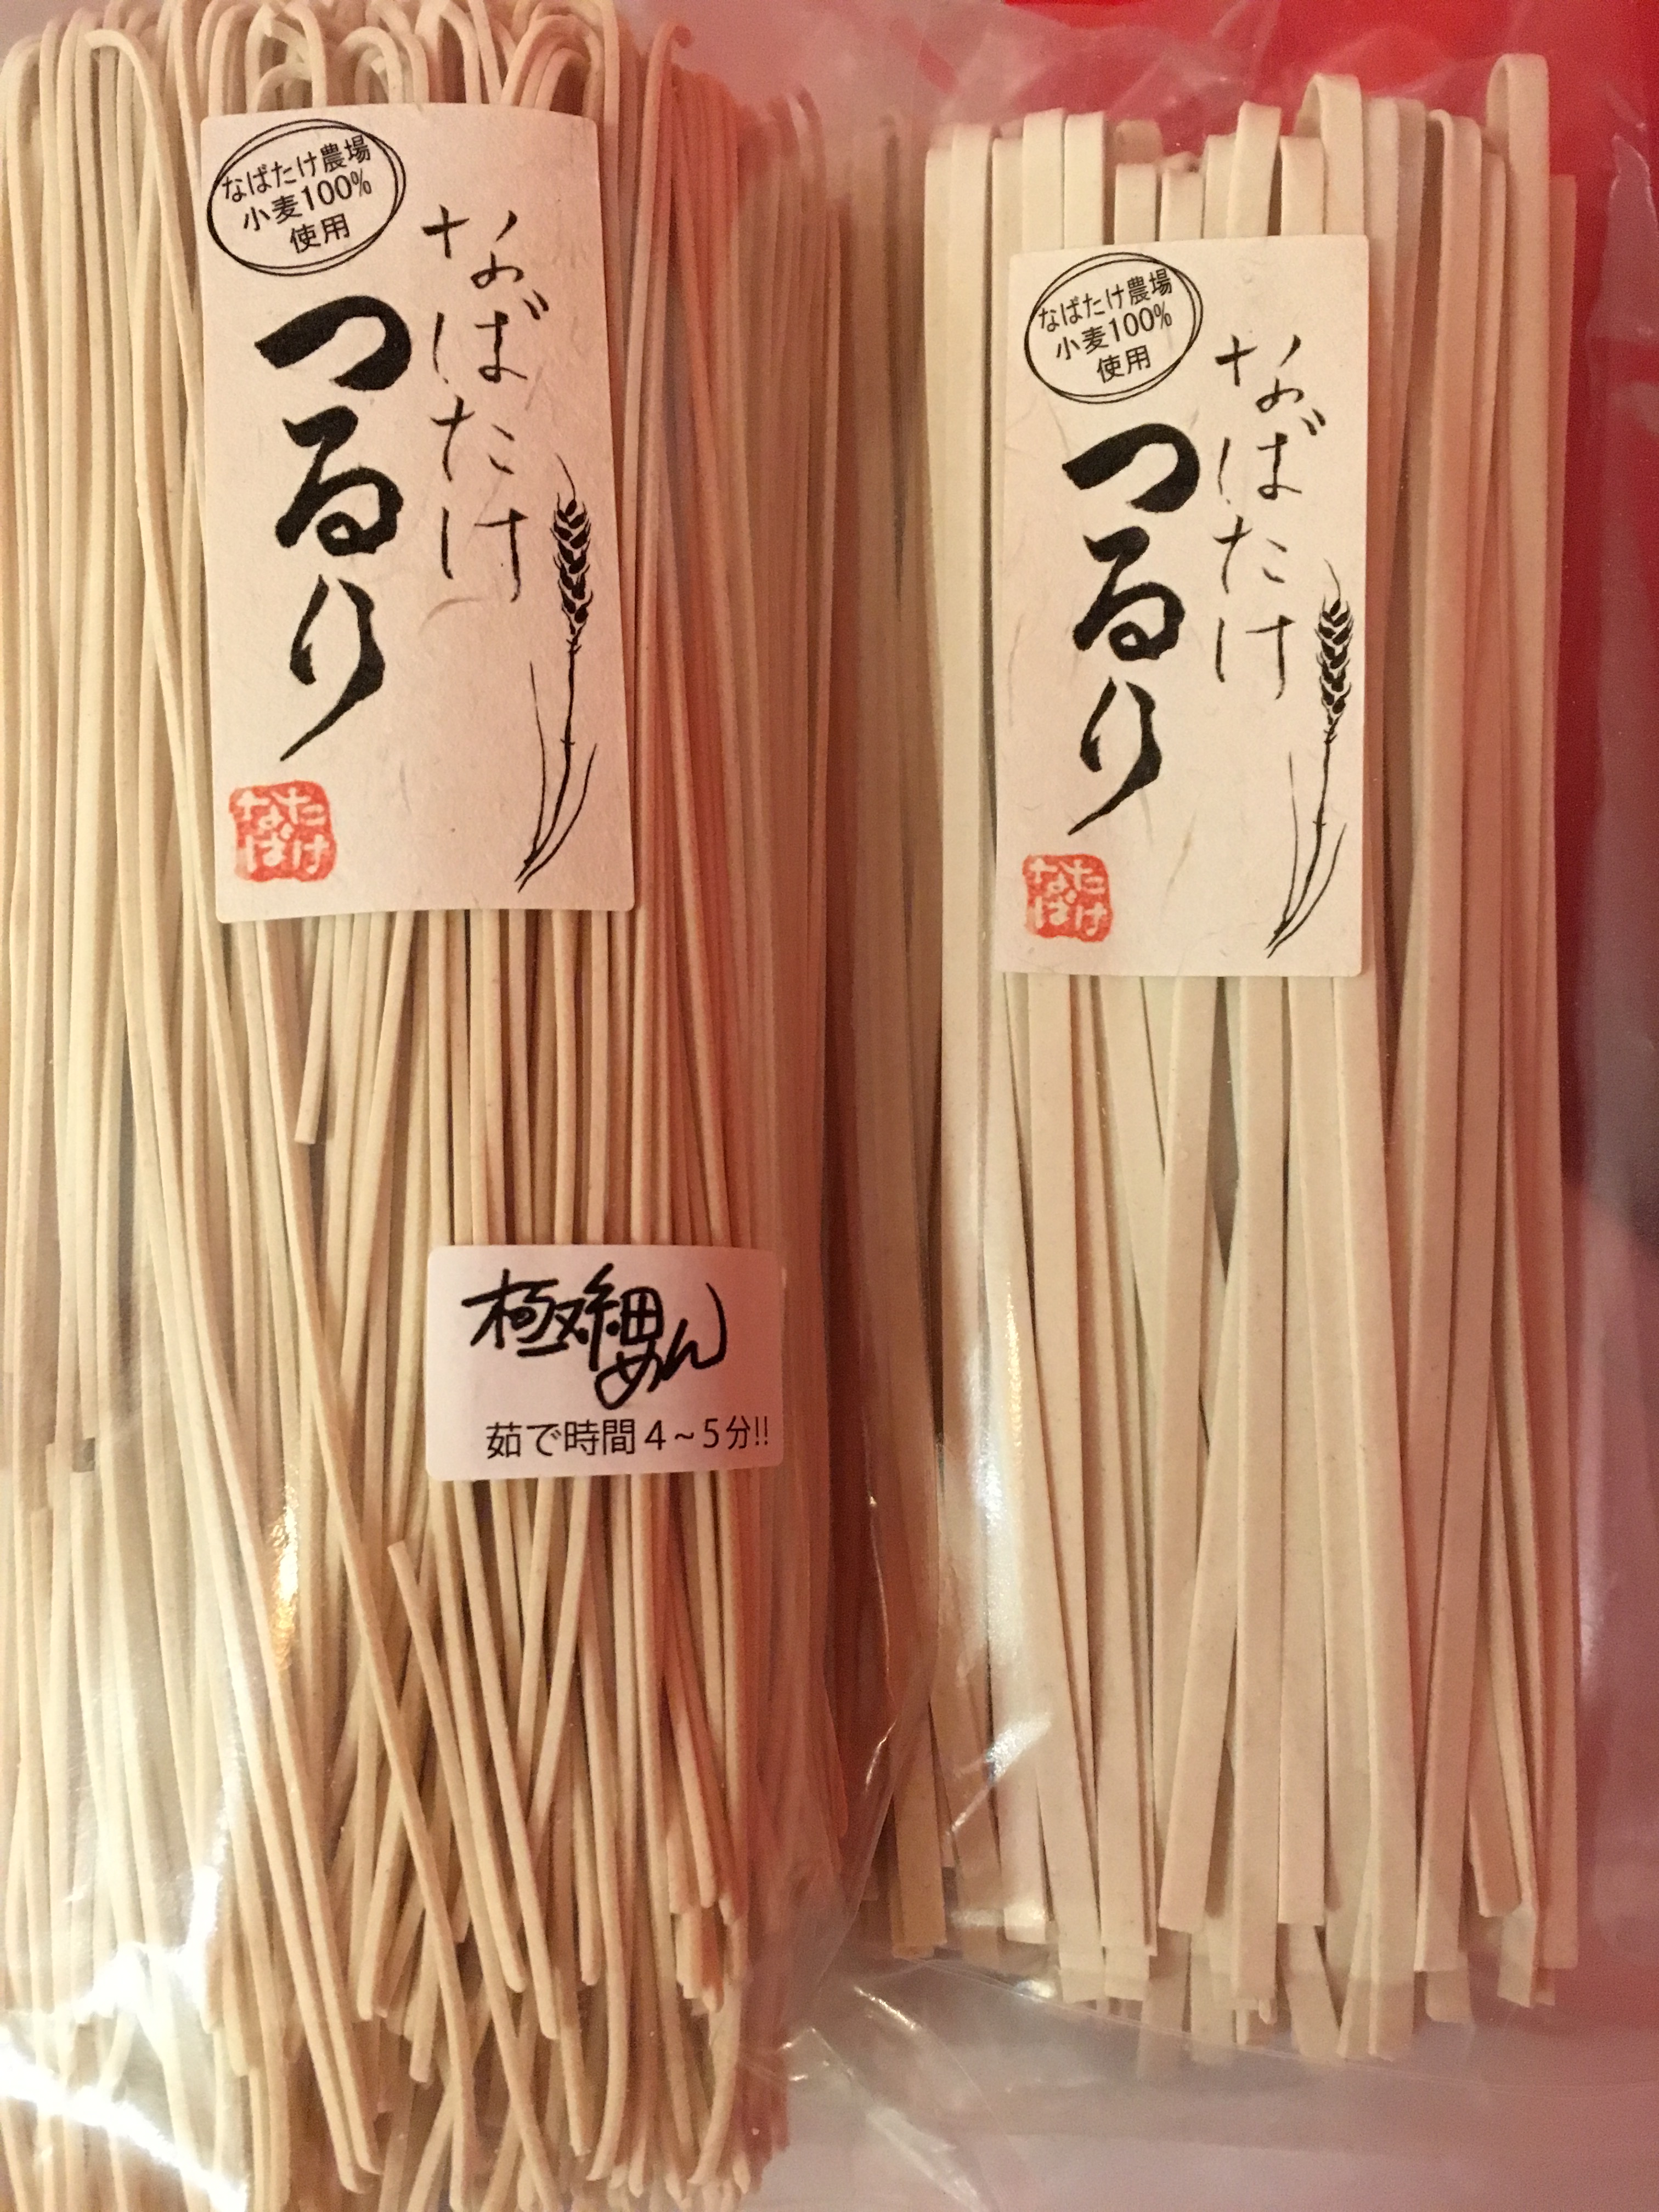 なばたけ農場
小麦100%
使用
なばたけ
つるり
なばたけ
極細めん
茹で時間4~5分!!
なばたけ農場
小麦100%
使用
なばたけ
つるり
なばたけ